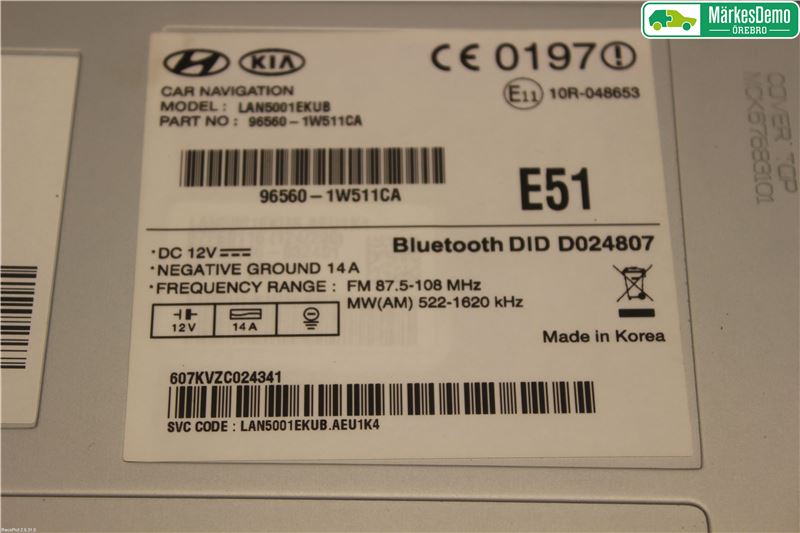 MärkesDemo
ÖREBRO
HYUNDAI KIA
CE 0197
CAR NAVIGATION
MODEL : LAN5001EKUB
PART NO : 96560-1W511CA
E11 10R-048653
96560-1W511CA
E51
Bluetooth DID D024807
·DC 12V
·NEGATIVE GROUND 14A
·FREQUENCY RANGE : FM 87.5-108 MHz
MW(AM) 522-1620 kHz
12V 14A
Made in Korea
607KVZC024341
SVC CODE : LAN5001EKUB.AEU1K4
COVER TOP